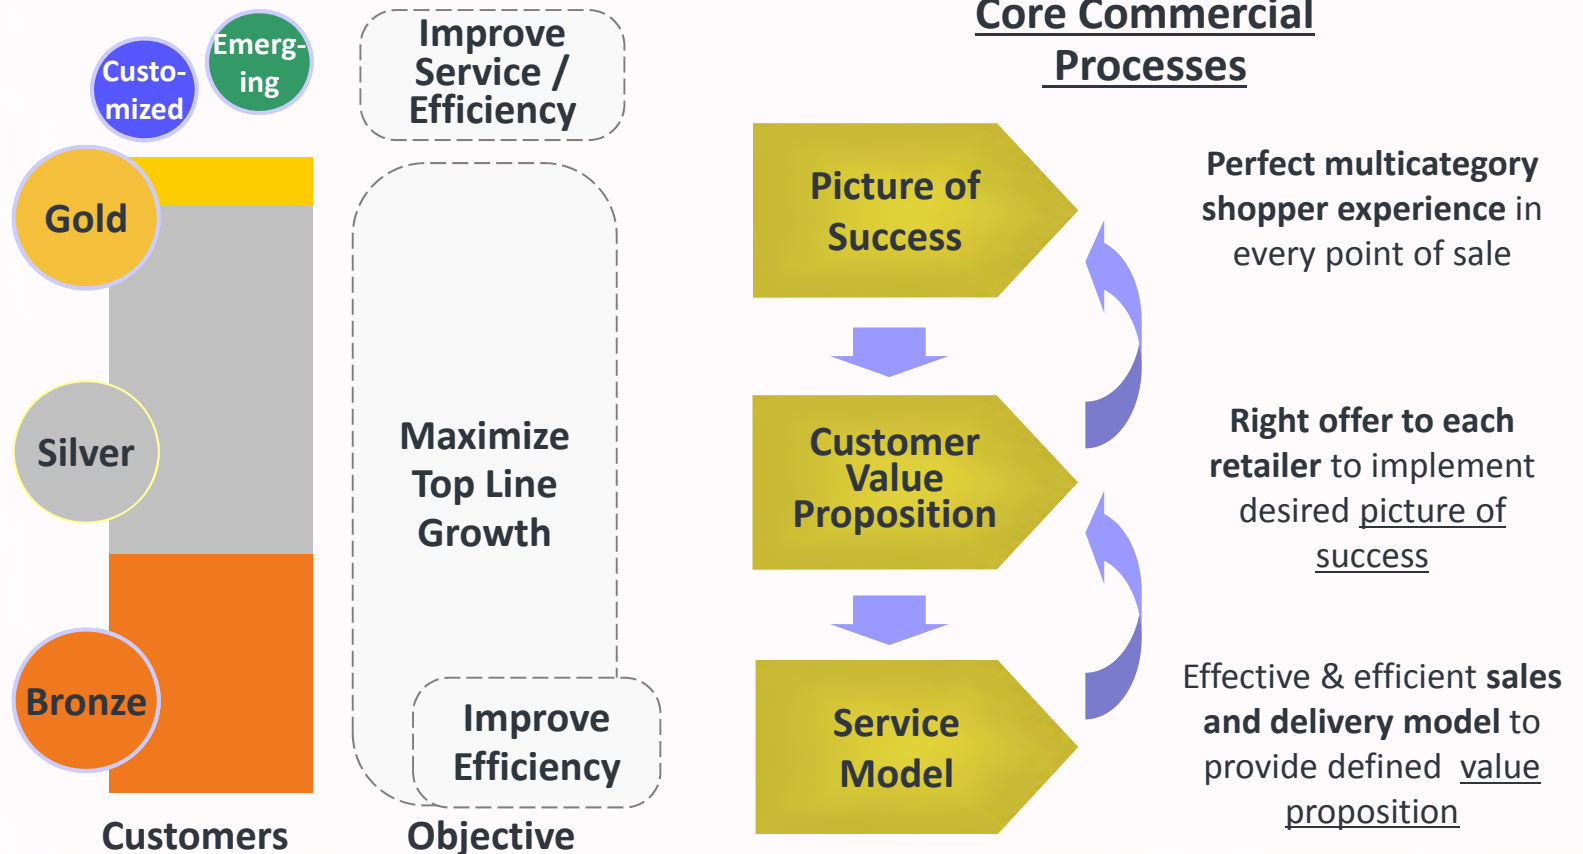 Custo-
mized
Emerg-
ing
Gold
Silver
Bronze
Customers
Improve
Service /
Efficiency
Maximize
Top Line
Growth
Improve
Efficiency
Objective
Core Commercial
Processes
Picture of
Success
Perfect multicategory
shopper experience in
every point of sale
Customer
Value
Proposition
Right offer to each
retailer to implement
desired picture of
success
Service
Model
Effective & efficient sales
and delivery model to
provide defined value
proposition